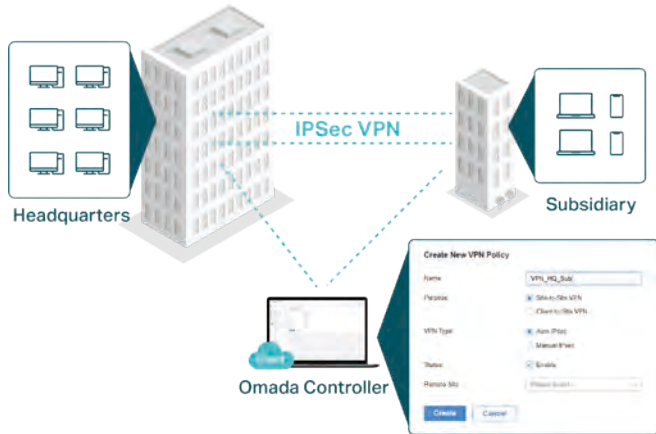 IPSec VPN
Headquarters
Subsidiary
Omada Controller
Create New VPN Policy
Name
VPN_HQ_Sub
Purpose
Site-to-Site VPN
Client-to-Site VPN
VPN Type
Auto IPsec
Manual IPsec
Status
Enable
Remote Site
Please Select
Create
Cancel